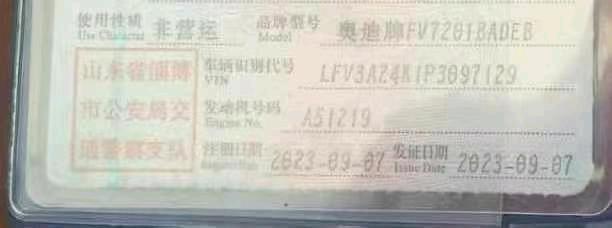 使用性质 非营运 品牌型号 奥迪牌FV7201BADEB
Use Character Model
山东省淄博 车辆识别代号 LFV3AZ4K1P3097129
VIN
市公安局交 发动机号码 A51219
Engine No.
通警察支队 注册日期 2023-09-07 发证日期 2023-09-07
Register Date Issue Date